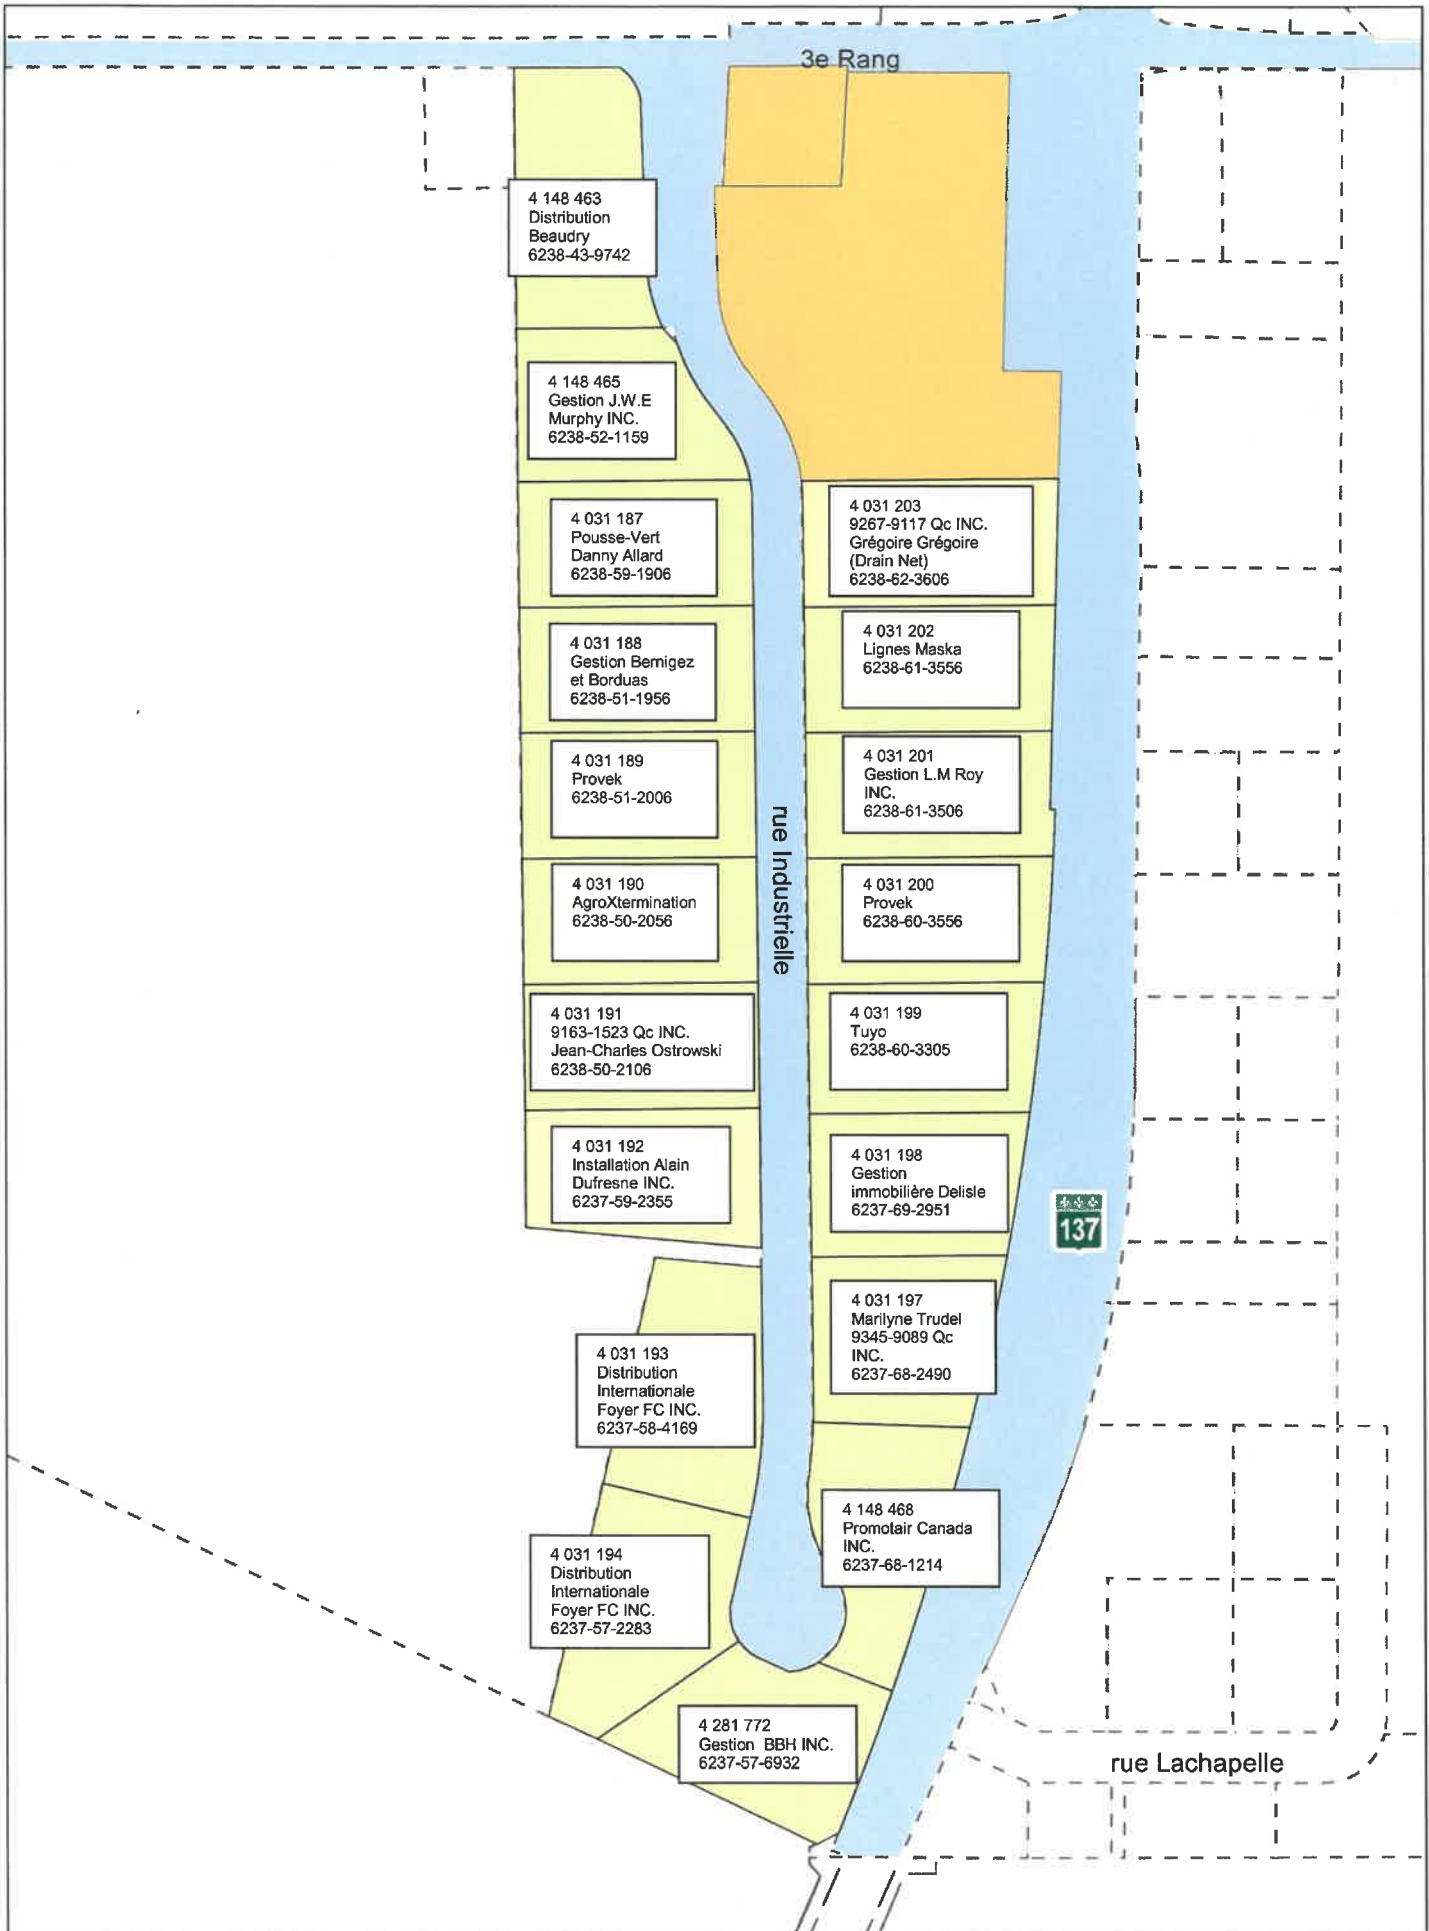 3e Rang
4 148 463
Distribution
Beaudry
6238-43-9742
4 148 465
Gestion J.W.E
Murphy INC.
6238-52-1159
4 031 187
Pousse-Vert
Danny Allard
6238-59-1906
4 031 203
9267-9117 Qc INC.
Grégoire Grégoire
(Drain Net)
6238-62-3606
4 031 188
Gestion Bernigez
et Borduas
6238-51-1956
4 031 202
Lignes Maska
6238-61-3556
4 031 189
Provek
6238-51-2006
4 031 201
Gestion L.M Roy
INC.
6238-61-3506
rue Industrielle
4 031 190
AgroXtermination
6238-50-2056
4 031 200
Provek
6238-60-3556
4 031 191
9163-1523 Qc INC.
Jean-Charles Ostrowski
6238-50-2106
4 031 199
Tuyo
6238-60-3305
4 031 192
Installation Alain
Dufresne INC.
6237-59-2355
4 031 198
Gestion
immobilière Delisle
6237-69-2951
137
4 031 193
Distribution
Internationale
Foyer FC INC.
6237-58-4169
4 031 197
Marilyne Trudel
9345-9089 Qc
INC.
6237-68-2490
4 031 194
Distribution
Internationale
Foyer FC INC.
6237-57-2283
4 148 468
Promotair Canada
INC.
6237-68-1214
4 281 772
Gestion  BBH INC.
6237-57-6932
rue Lachapelle